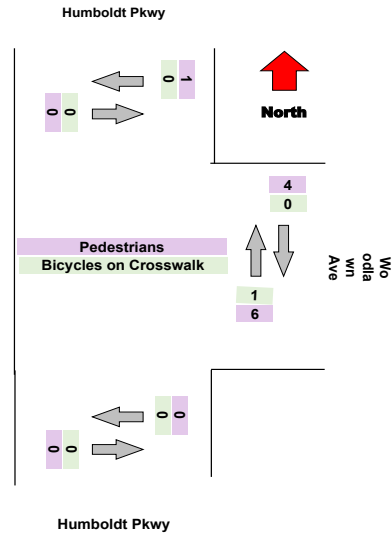 Humboldt Pkwy
0 1
0 0
North
4
0
Pedestrians
Bicycles on Crosswalk
Wo
odla
wn
Ave
1
6
0 0
0 0
Humboldt Pkwy